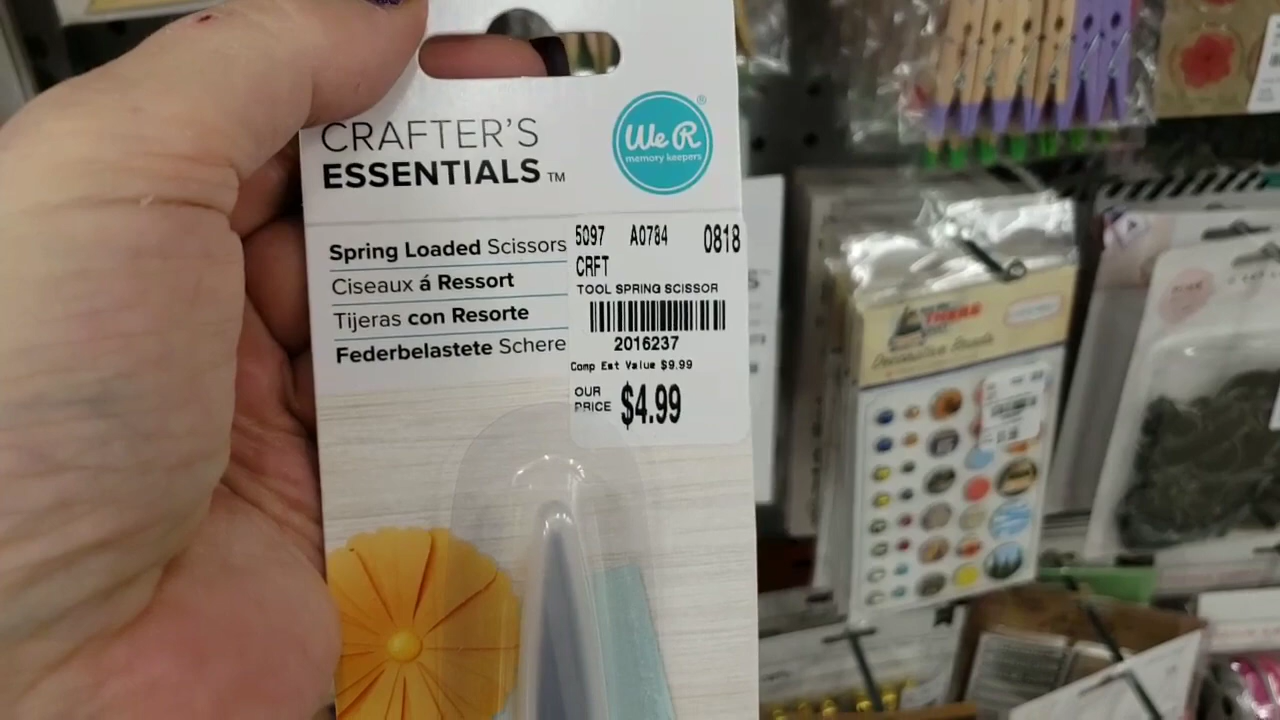 CRAFTER'S
ESSENTIALS™
We R®
memory keepers
Spring Loaded Scissors
Ciseaux á Ressort
Tijeras con Resorte
Federbelastete Schere
5097 A0784 0818
CRFT
TOOL SPRING SCISSOR
2016237
Comp Est Value $9.99
OUR
PRICE $4.99